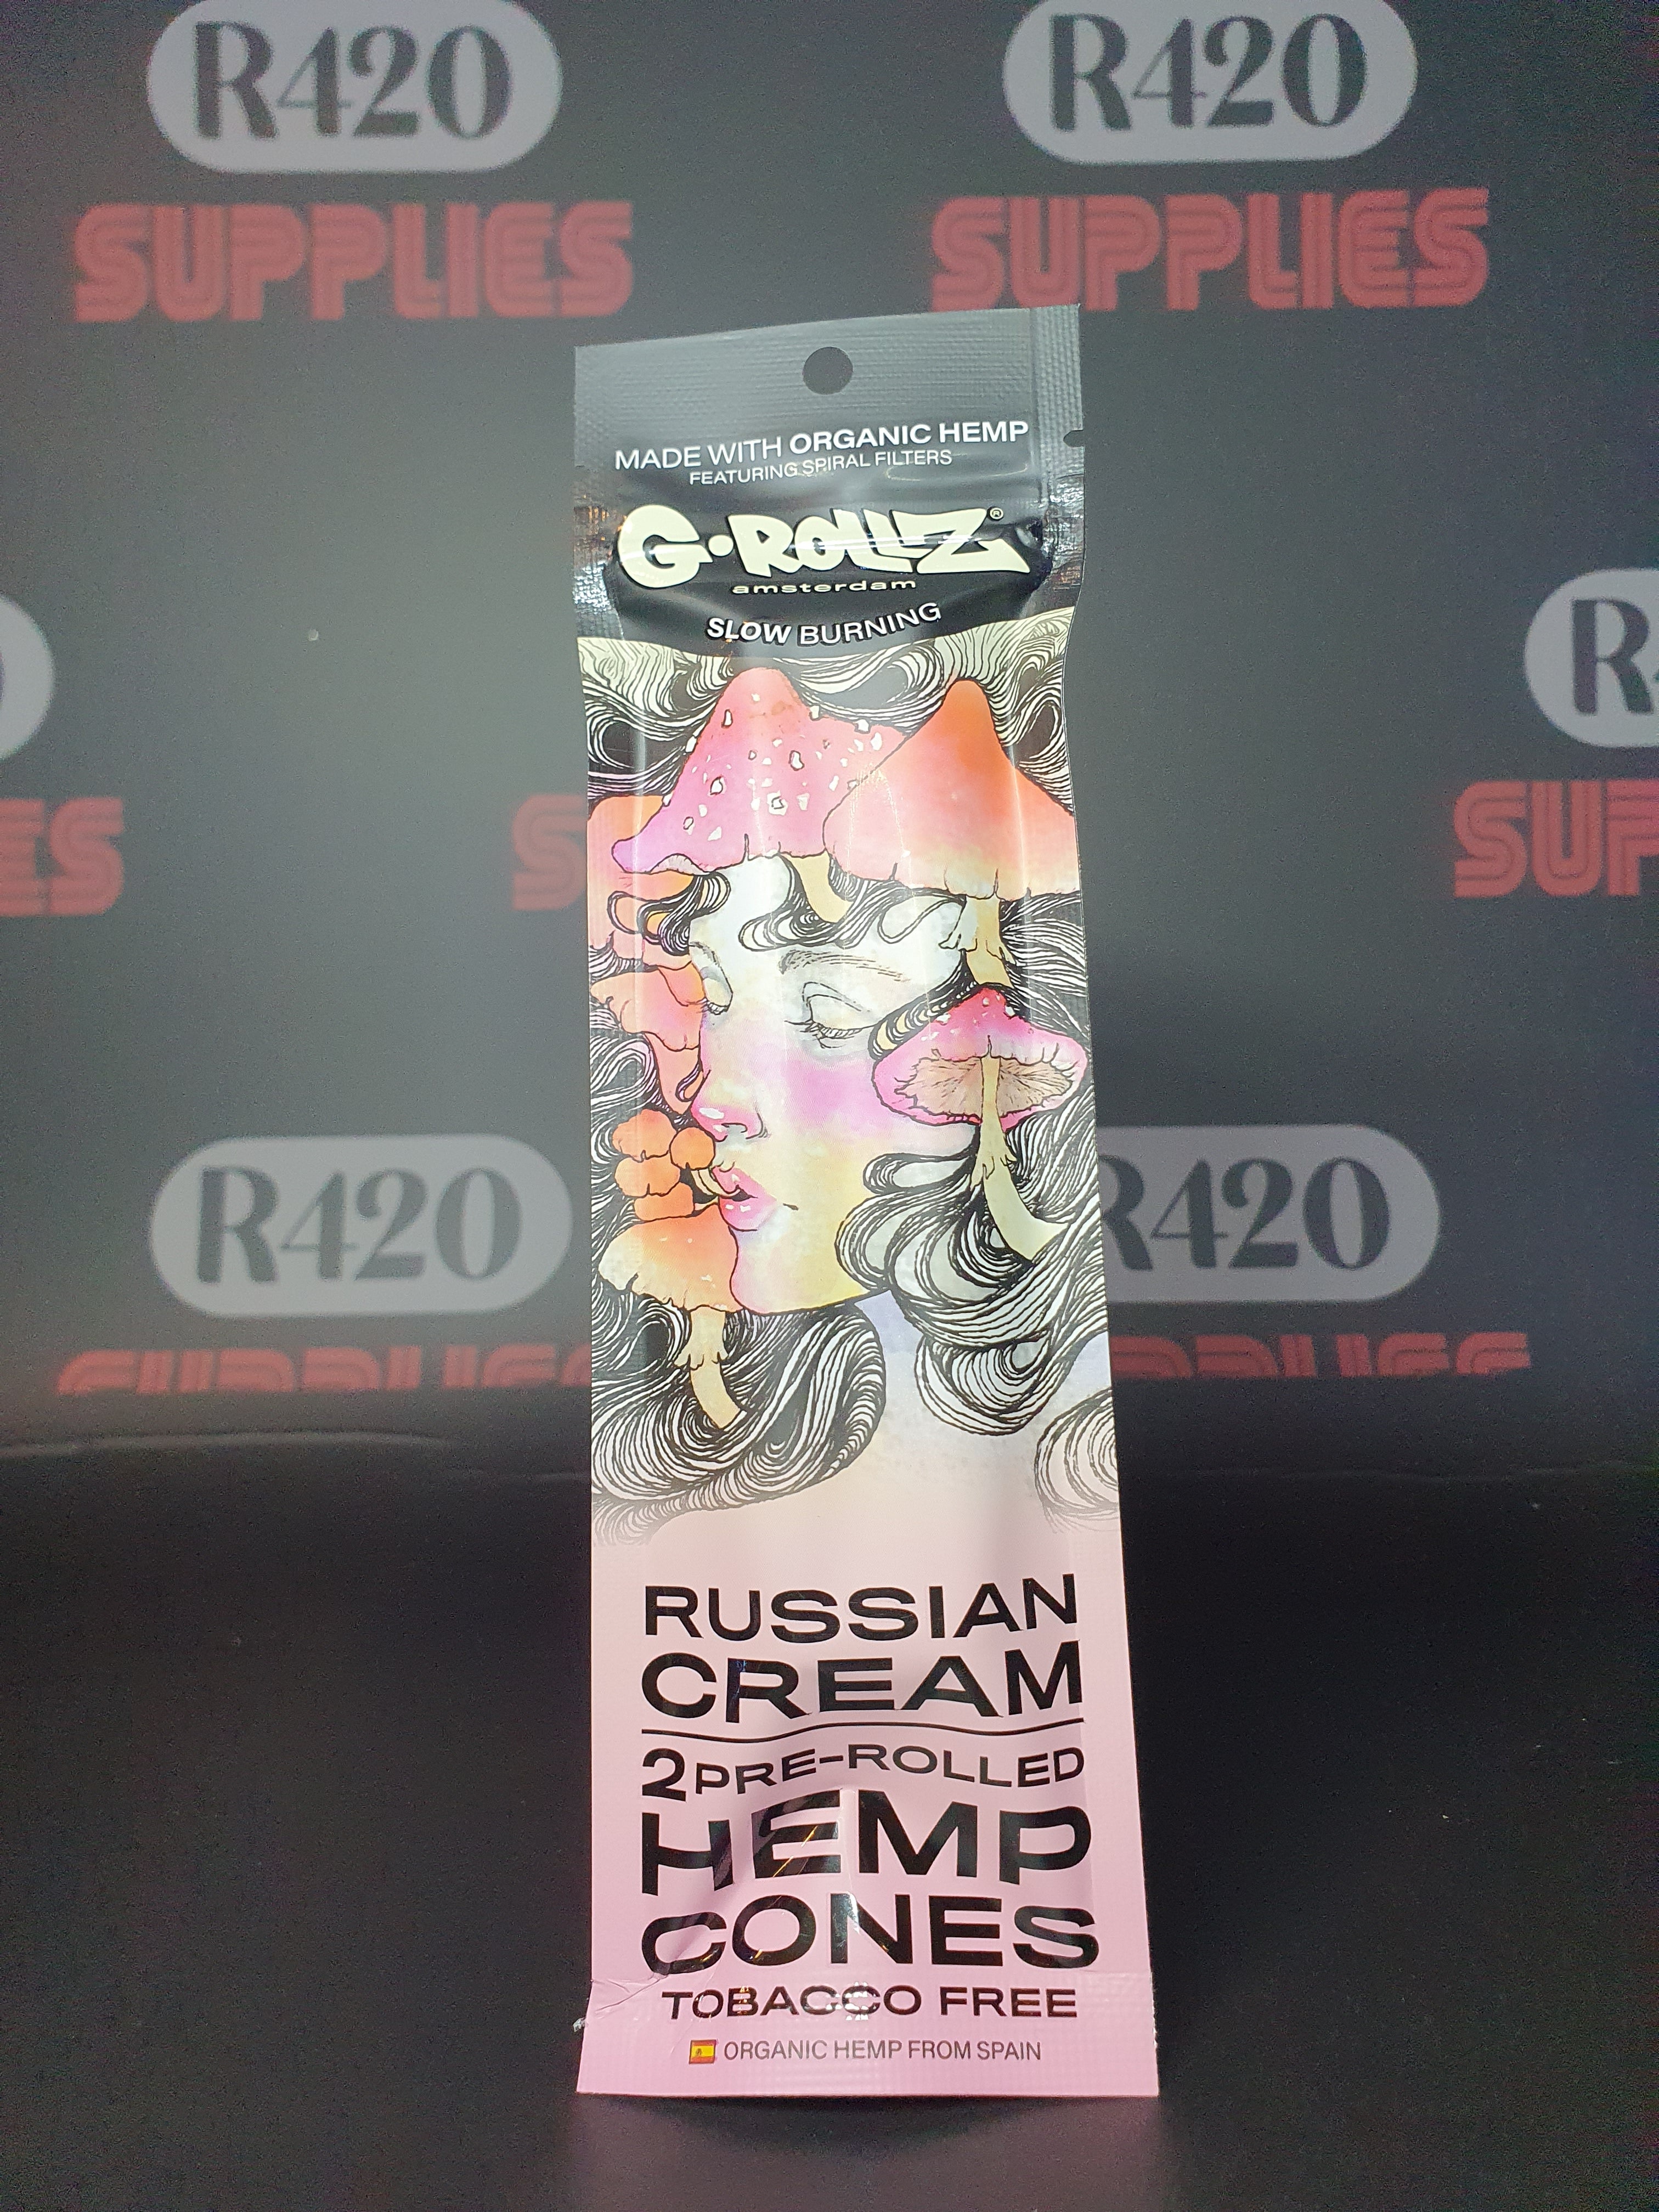 R420
SUPPLIES
R420
SUPPLIES
MADE WITH ORGANIC HEMP
FEATURING SPIRAL FILTERS
G·ROLLZ®
amsterdam
SLOW BURNING
R420
R420
RUSSIAN
CREAM
2 PRE-ROLLED
HEMP
CONES
TOBACCO FREE
ORGANIC HEMP FROM SPAIN